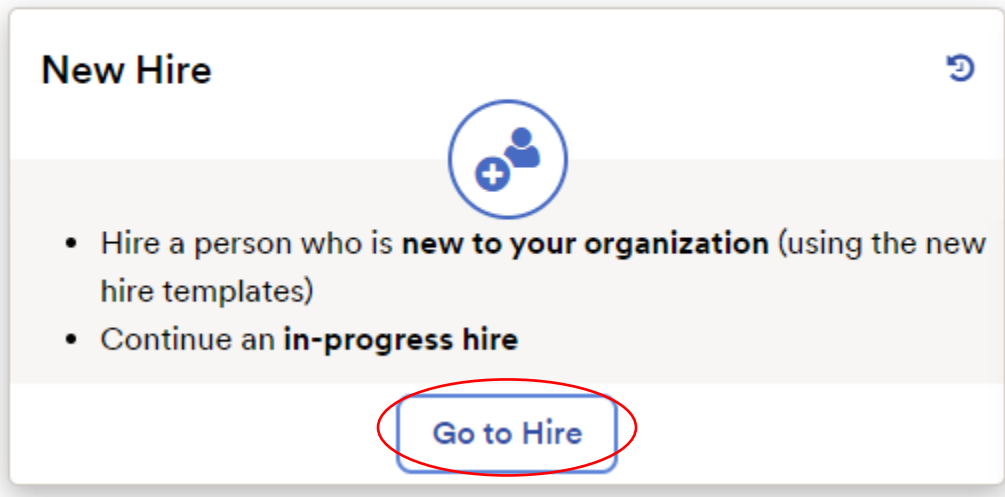 New Hire
• Hire a person who is new to your organization (using the new
hire templates)
• Continue an in-progress hire
Go to Hire